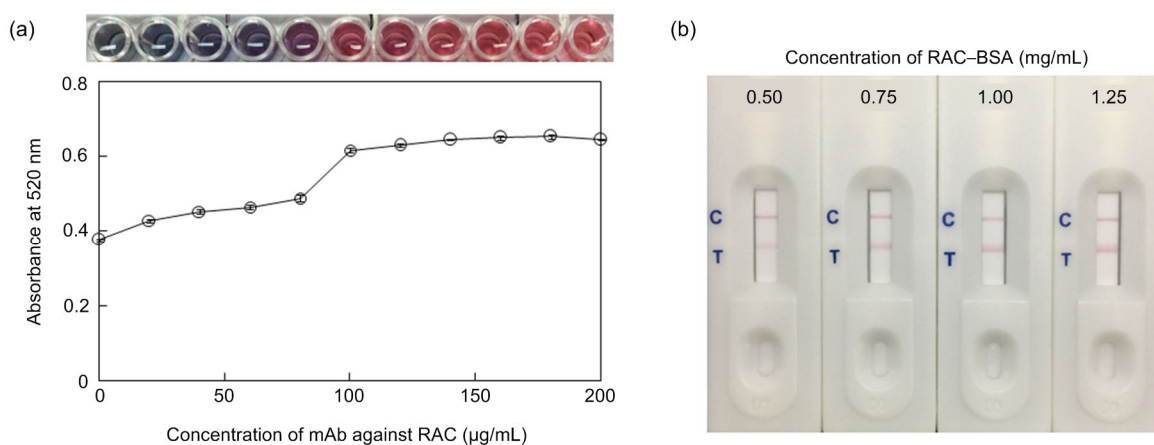 (a)
0.8
0.6
0.4
0.2
0
0 50 100 150 200
Absorbance at 520 nm
Concentration of mAb against RAC (µg/mL)
(b)
Concentration of RAC–BSA (mg/mL)
0.50 0.75 1.00 1.25
C C C C
T T T T